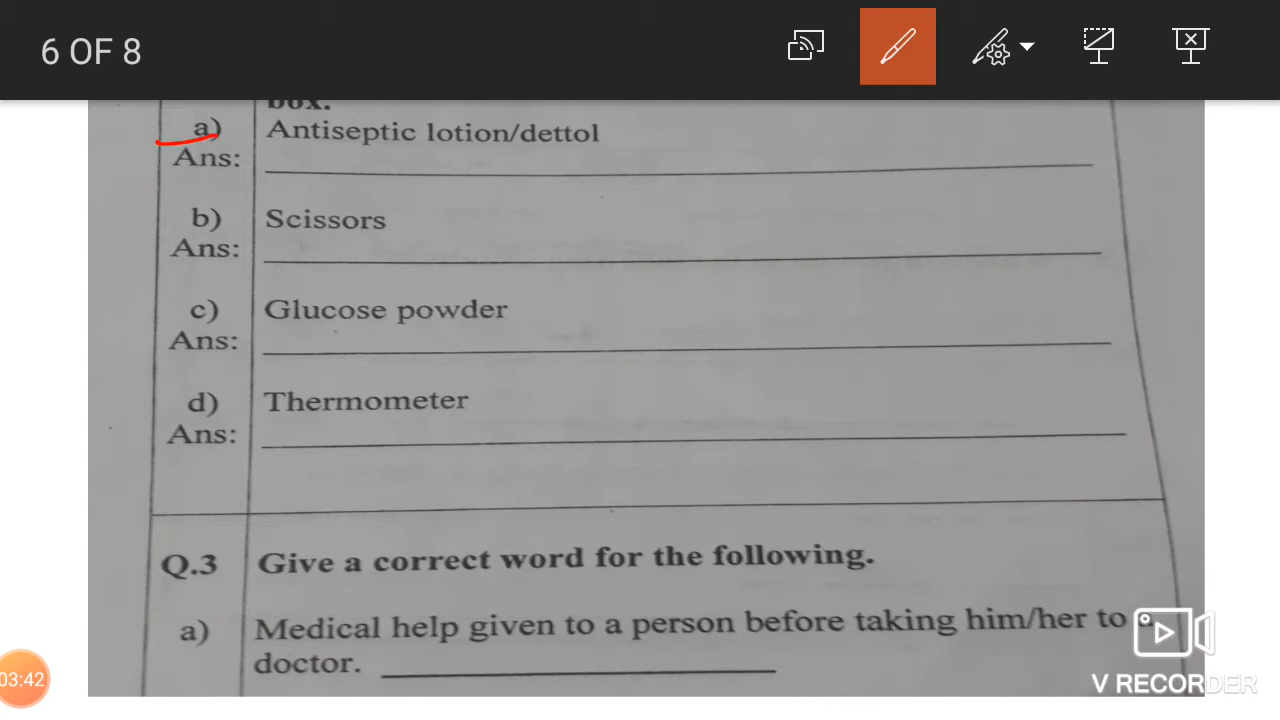 6 OF 8
box.
a) Antiseptic lotion/dettol
Ans:
b) Scissors
Ans:
c) Glucose powder
Ans:
d) Thermometer
Ans:
Q.3 Give a correct word for the following.
a) Medical help given to a person before taking him/her to
doctor.
03:42
V RECORDER